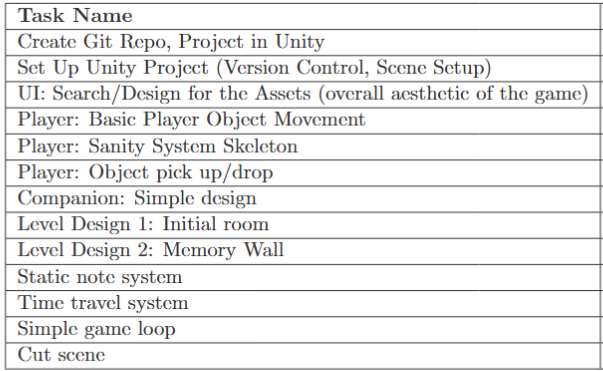 Task Name
Create Git Repo, Project in Unity
Set Up Unity Project (Version Control, Scene Setup)
UI: Search/Design for the Assets (overall aesthetic of the game)
Player: Basic Player Object Movement
Player: Sanity System Skeleton
Player: Object pick up/drop
Companion: Simple design
Level Design 1: Initial room
Level Design 2: Memory Wall
Static note system
Time travel system
Simple game loop
Cut scene